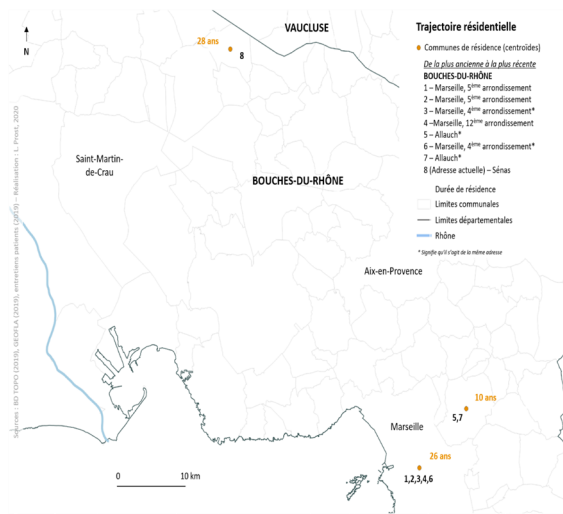 VAUCLUSE
N
28 ans
8
Saint-Martin-
de-Crau
BOUCHES-DU-RHÔNE
Aix-en-Provence
10 ans
5,7
Marseille
26 ans
1,2,3,4,6
0
10 km
Sources : BD TOPO (2019), GEOFLA (2019), entretiens patients (2019) – Réalisation : L. Prost, 2020
Trajectoire résidentielle
Communes de résidence (centroïdes)
De la plus ancienne à la plus récente
BOUCHES-DU-RHÔNE
1 – Marseille, 5ème arrondissement
2 – Marseille, 5ème arrondissement
3 – Marseille, 4ème arrondissement*
4 –Marseille, 12ème arrondissement
5 – Allauch*
6 – Marseille, 4ème arrondissement*
7 – Allauch*
8 (Adresse actuelle) – Sénas
Durée de résidence
Limites communales
Limites départementales
Rhône
* Signifie qu'il s'agit de la même adresse